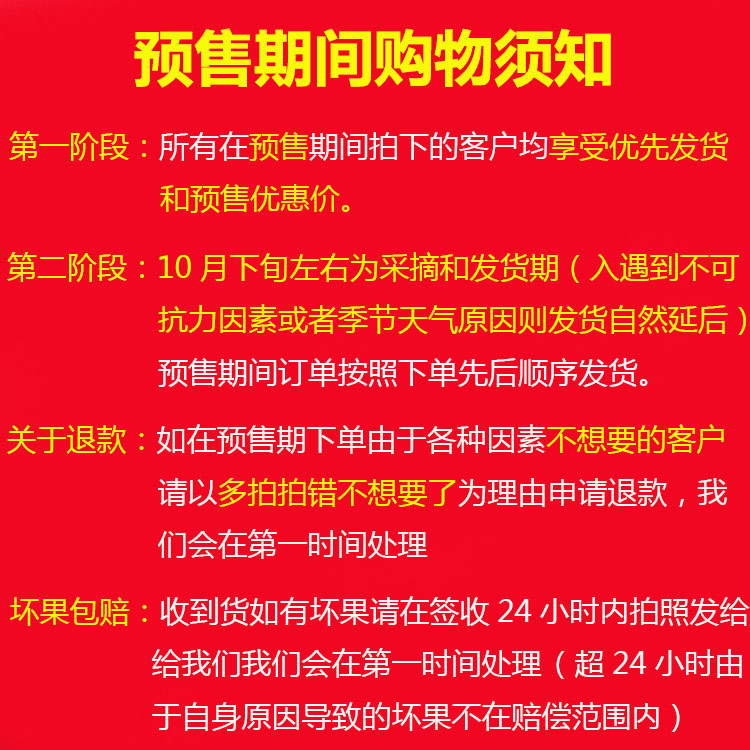 预售期间购物须知
第一阶段：所有在预售期间拍下的客户均享受优先发货
和预售优惠价。
第二阶段：10月下旬左右为采摘和发货期（入遇到不可
抗力因素或者季节天气原因则发货自然延后）
预售期间订单按照下单先后顺序发货。
关于退款：如在预售期下单由于各种因素不想要的客户
请以多拍拍错不想要了为理由申请退款，我
们会在第一时间处理
坏果包赔：收到货如有坏果请在签收24小时内拍照发给
给我们我们会在第一时间处理（超24小时由
于自身原因导致的坏果不在赔偿范围内）